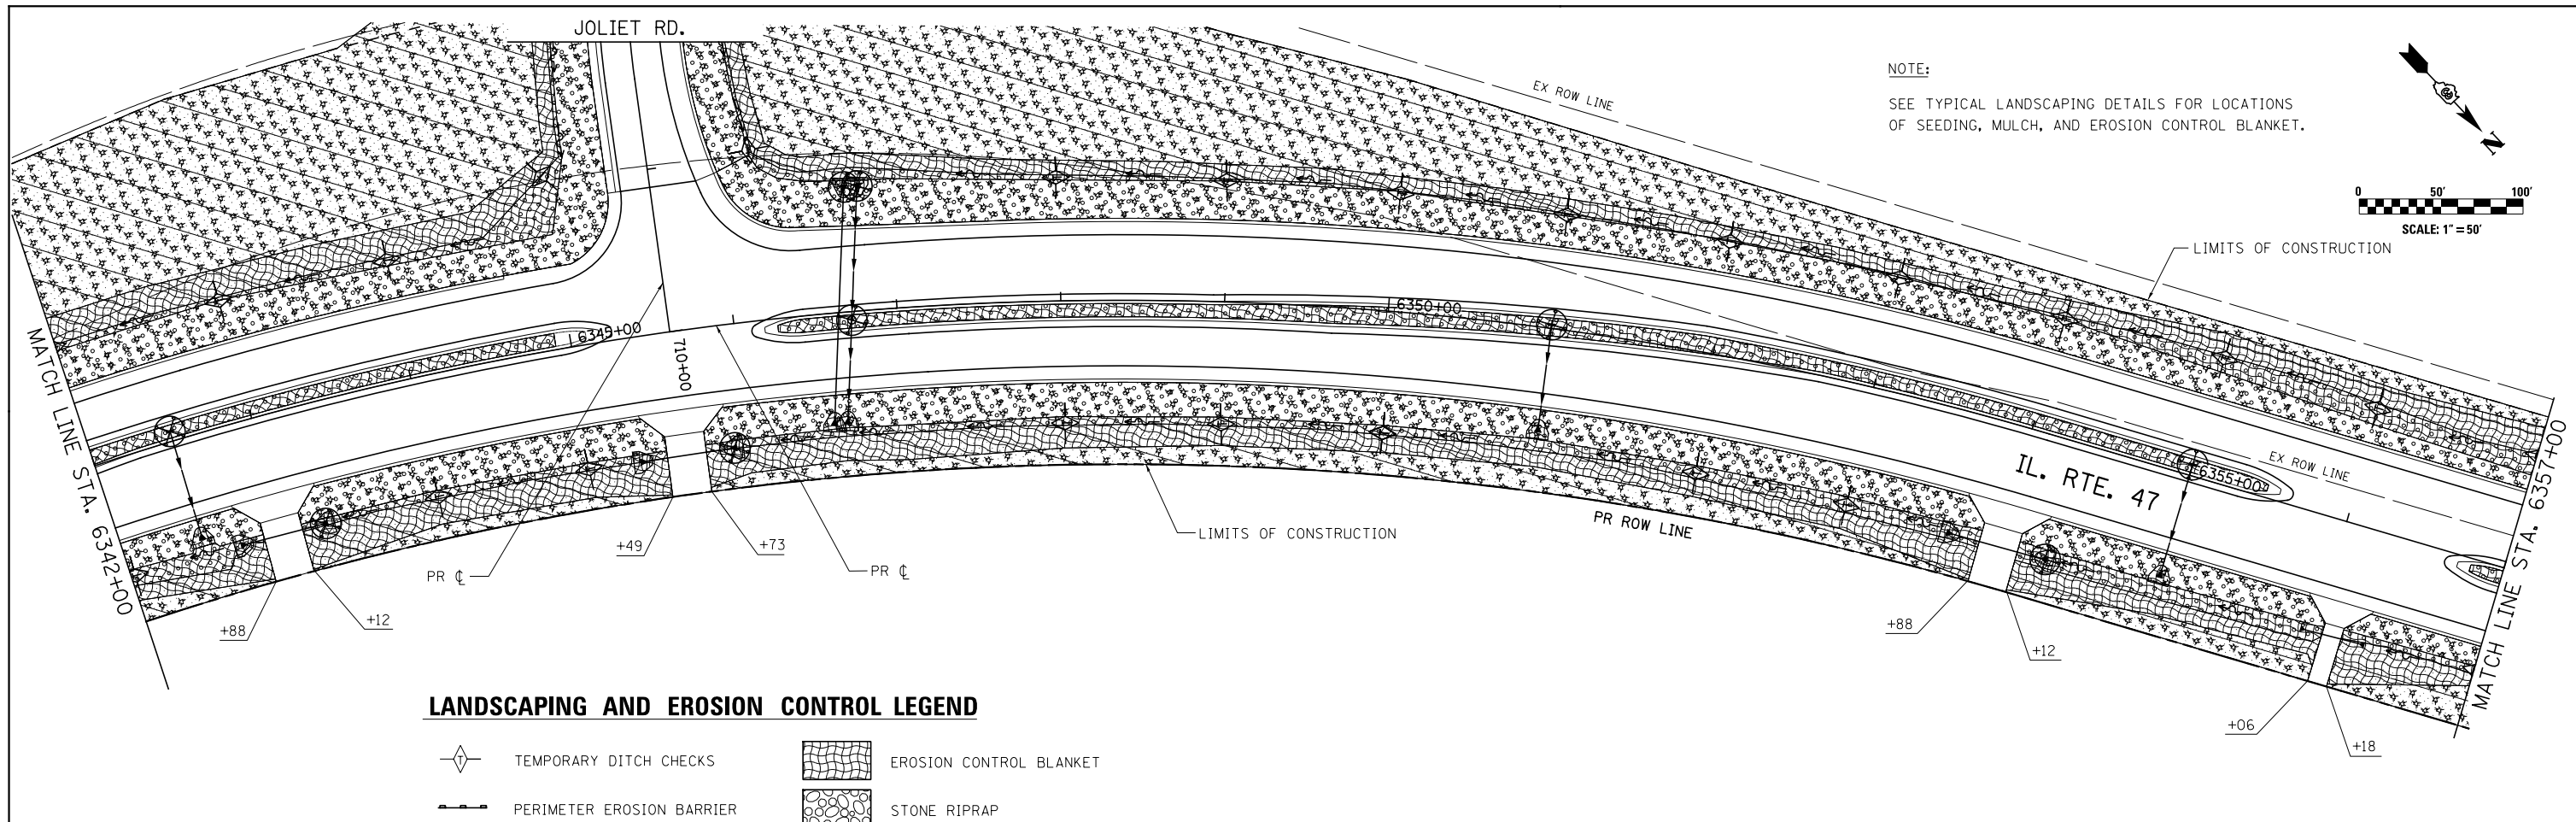 JOLIET RD.
EX ROW LINE
NOTE:
SEE TYPICAL LANDSCAPING DETAILS FOR LOCATIONS
OF SEEDING, MULCH, AND EROSION CONTROL BLANKET.
N
0 50' 100'
SCALE: 1" = 50'
LIMITS OF CONSTRUCTION
6345+00
710+00
6350+00
6355+00
EX ROW LINE
IL. RTE. 47
MATCH LINE STA. 6342+00
MATCH LINE STA. 6357+00
PR ROW LINE
LIMITS OF CONSTRUCTION
+88
+12
PR ℄
+49
+73
PR ℄
+88
+12
+06
+18
LANDSCAPING AND EROSION CONTROL LEGEND
T TEMPORARY DITCH CHECKS
EROSION CONTROL BLANKET
PERIMETER EROSION BARRIER
STONE RIPRAP